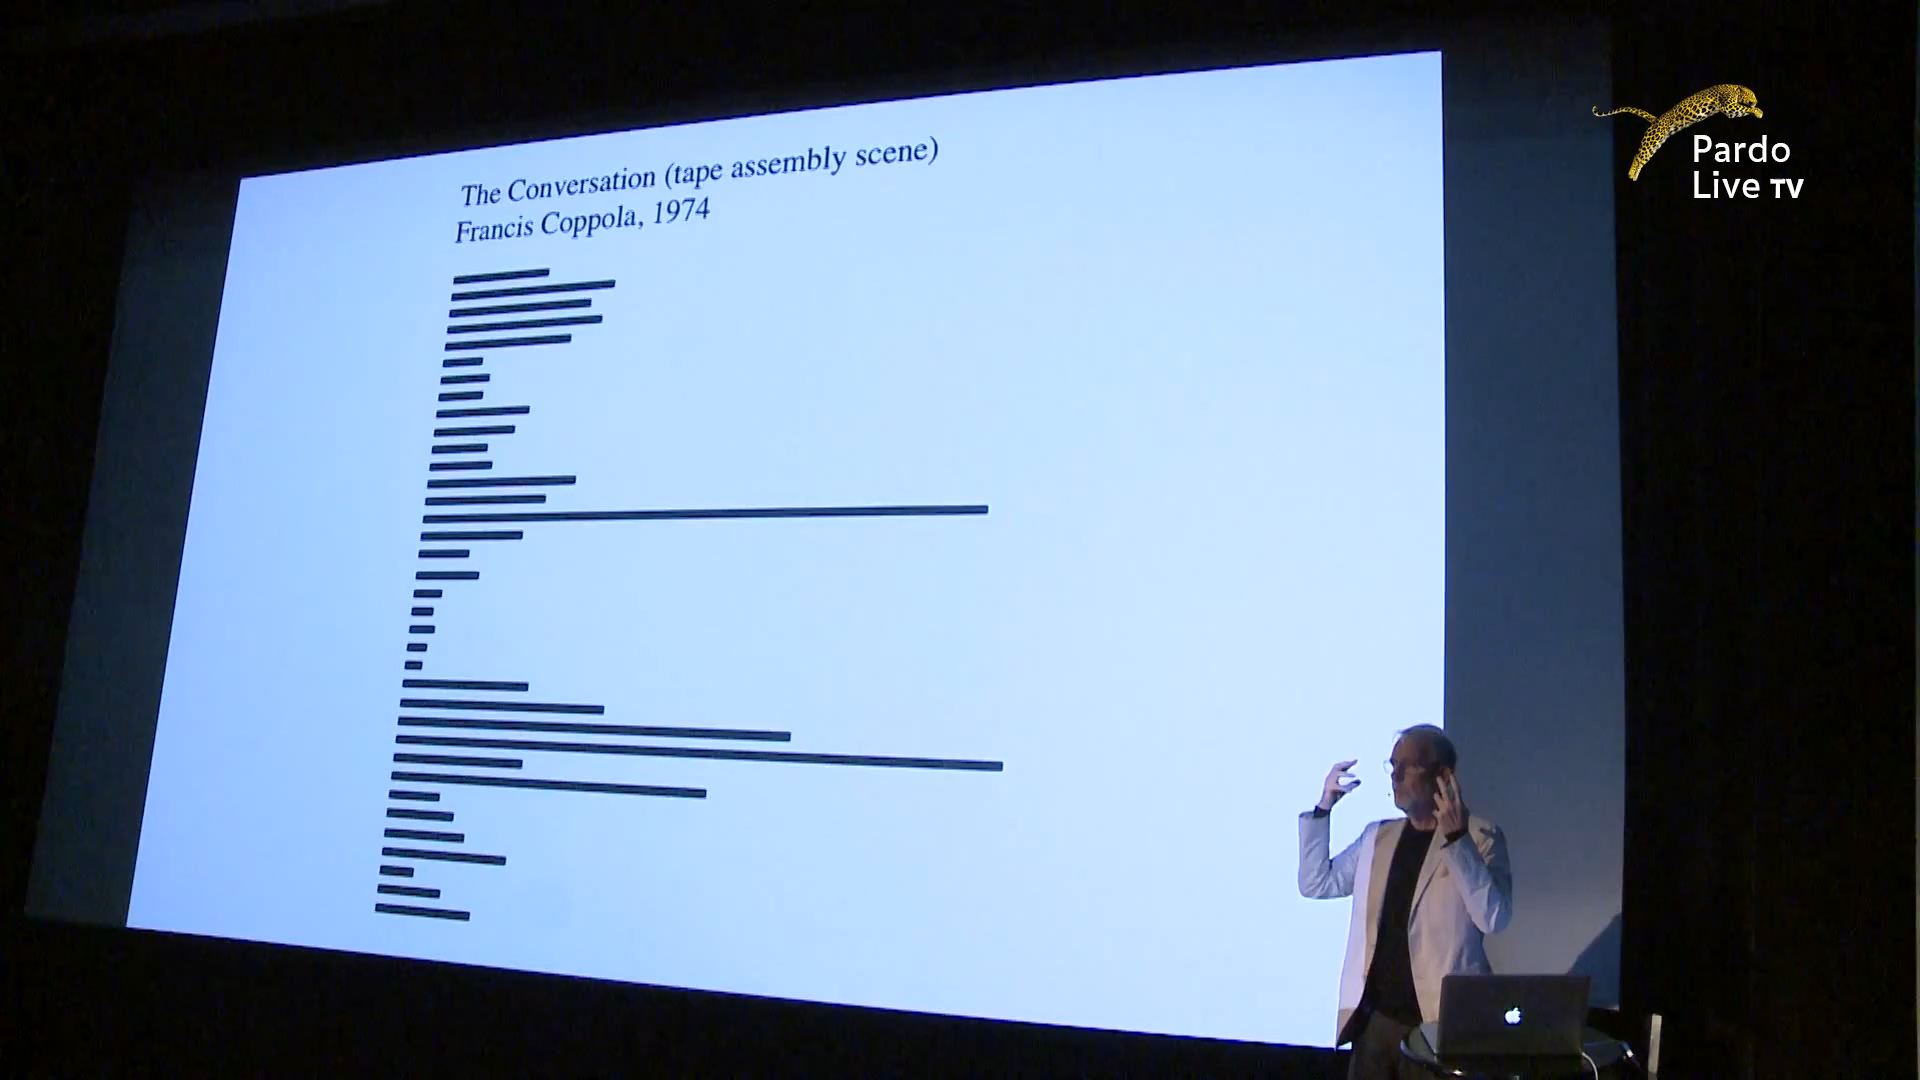 The Conversation (tape assembly scene)
Francis Coppola, 1974
Pardo
Live TV